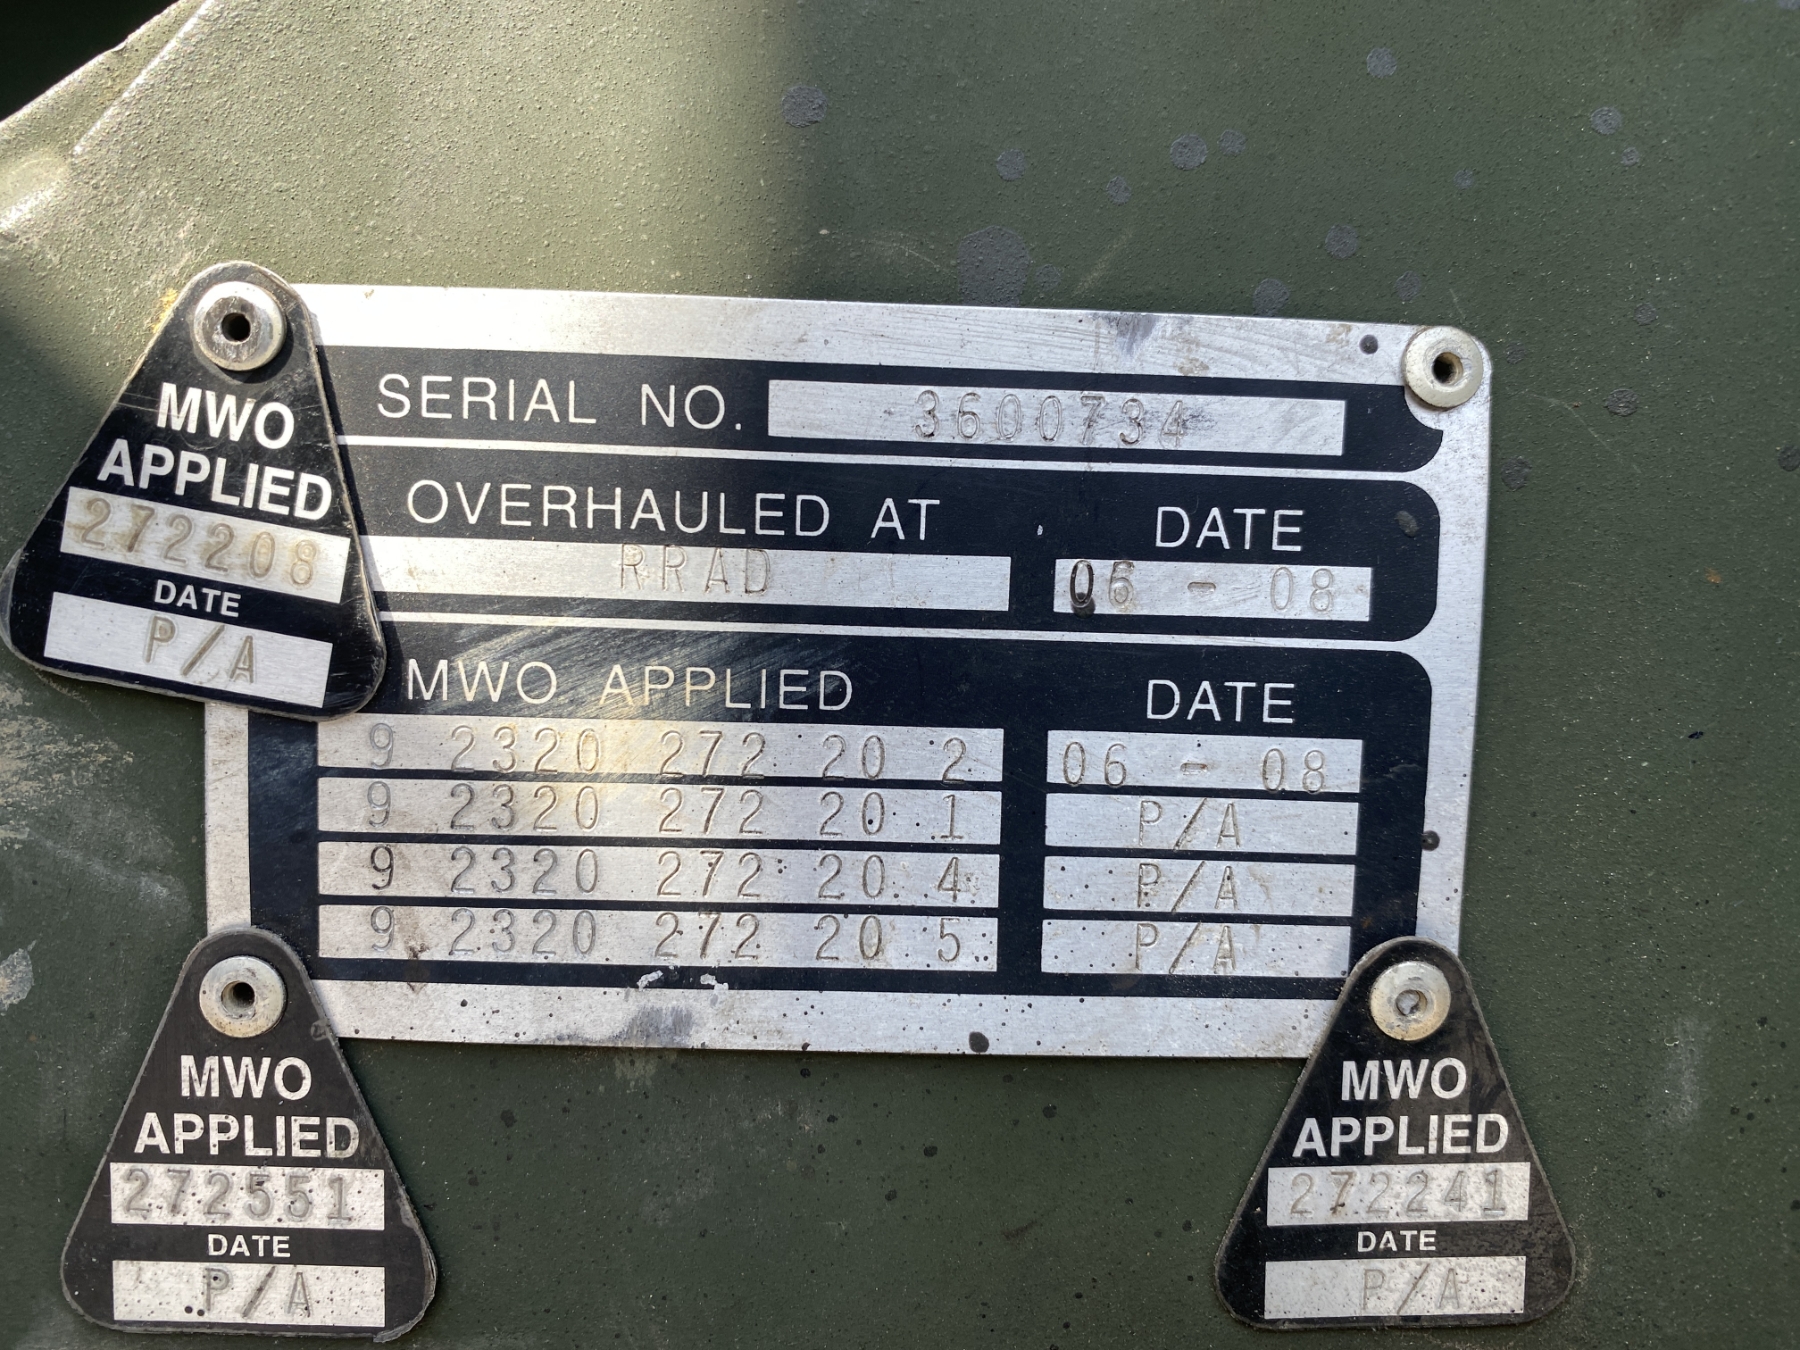 SERIAL NO. 3600734
OVERHAULED AT DATE
RRAD 06 - 08
MWO APPLIED DATE
9 2320 272 20 2 06 - 08
9 2320 272 20 1 P/A
9 2320 272 20 4 P/A
9 2320 272 20 5 P/A
MWO
APPLIED
272208
DATE
P/A
MWO
APPLIED
272551
DATE
P/A
MWO
APPLIED
272241
DATE
P/A